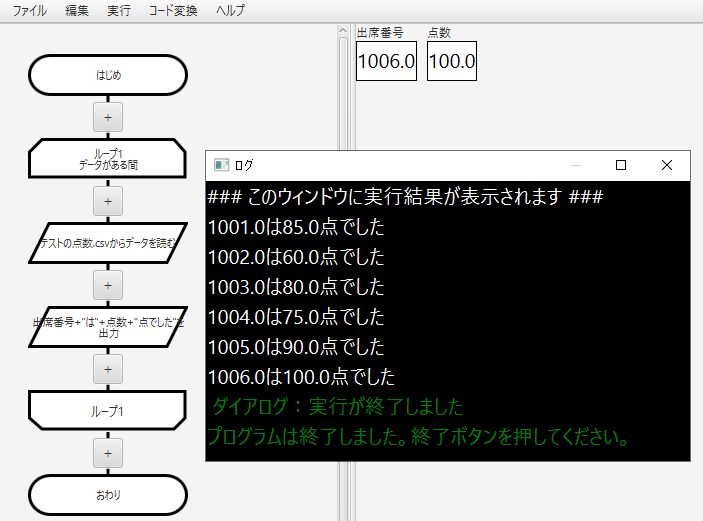 ファイル 編集 実行 コード変換 ヘルプ
はじめ
+
ループ1
データがある間
+
テストの点数.csvからデータを読む
+
出席番号+"は"+点数+"点でした"を
出力
+
ループ1
+
おわり
出席番号 点数
1006.0 100.0
ログ
### このウィンドウに実行結果が表示されます ###
1001.0は85.0点でした
1002.0は60.0点でした
1003.0は80.0点でした
1004.0は75.0点でした
1005.0は90.0点でした
1006.0は100.0点でした
ダイアログ：実行が終了しました
プログラムは終了しました。終了ボタンを押してください。